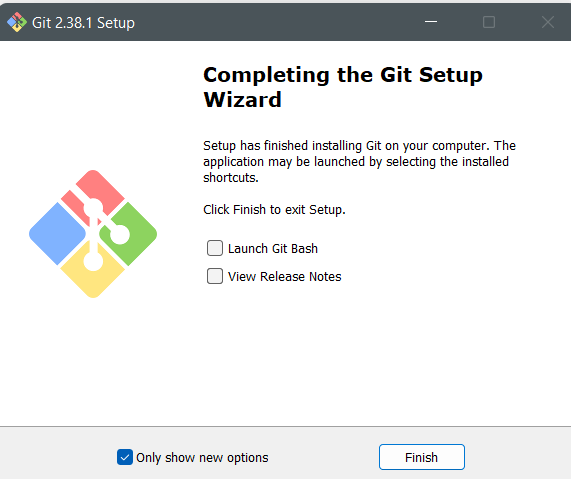 Git 2.38.1 Setup
Completing the Git Setup
Wizard
Setup has finished installing Git on your computer. The
application may be launched by selecting the installed
shortcuts.
Click Finish to exit Setup.
Launch Git Bash
View Release Notes
Only show new options
Finish